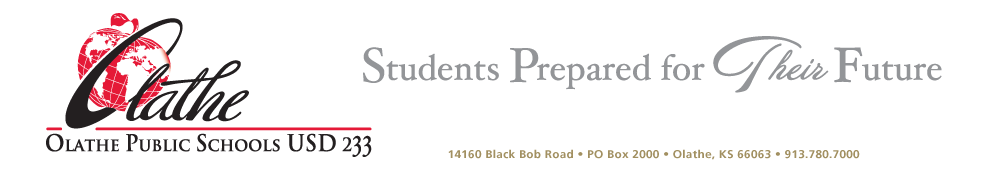 Olathe
Olathe Public Schools USD 233
Students Prepared for Their Future
14160 Black Bob Road • PO Box 2000 • Olathe, KS 66063 • 913.780.7000